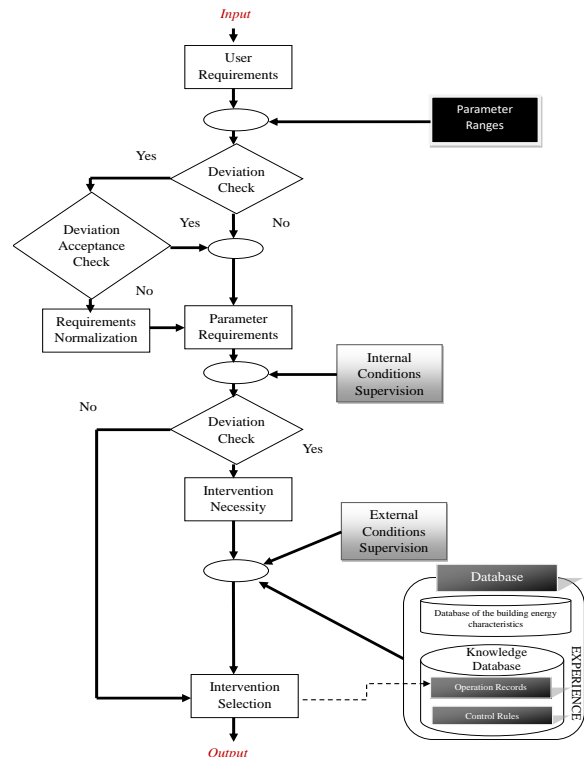 Input
User
Requirements
Parameter
Ranges
Yes
Deviation
Check
Deviation
Acceptance
Check
Yes
No
No
Requirements
Normalization
Parameter
Requirements
Internal
Conditions
Supervision
No
Deviation
Check
Yes
Intervention
Necessity
External
Conditions
Supervision
Database
Database of the building energy
characteristics
EXPERIENCE
Knowledge
Database
Operation Records
Control Rules
Intervention
Selection
Output